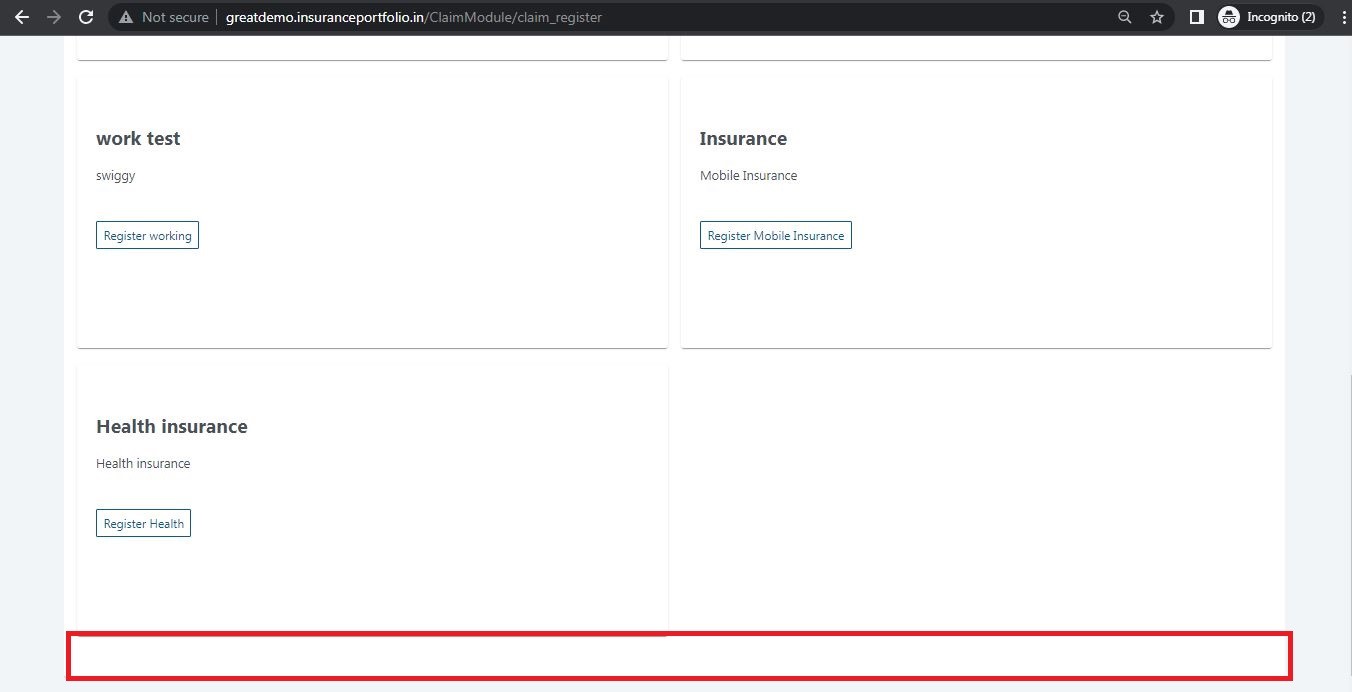 Not secure greatdemo.insuranceportfolio.in/ClaimModule/claim_register Incognito (2)
work test
swiggy
Register working
Insurance
Mobile Insurance
Register Mobile Insurance
Health insurance
Health insurance
Register Health